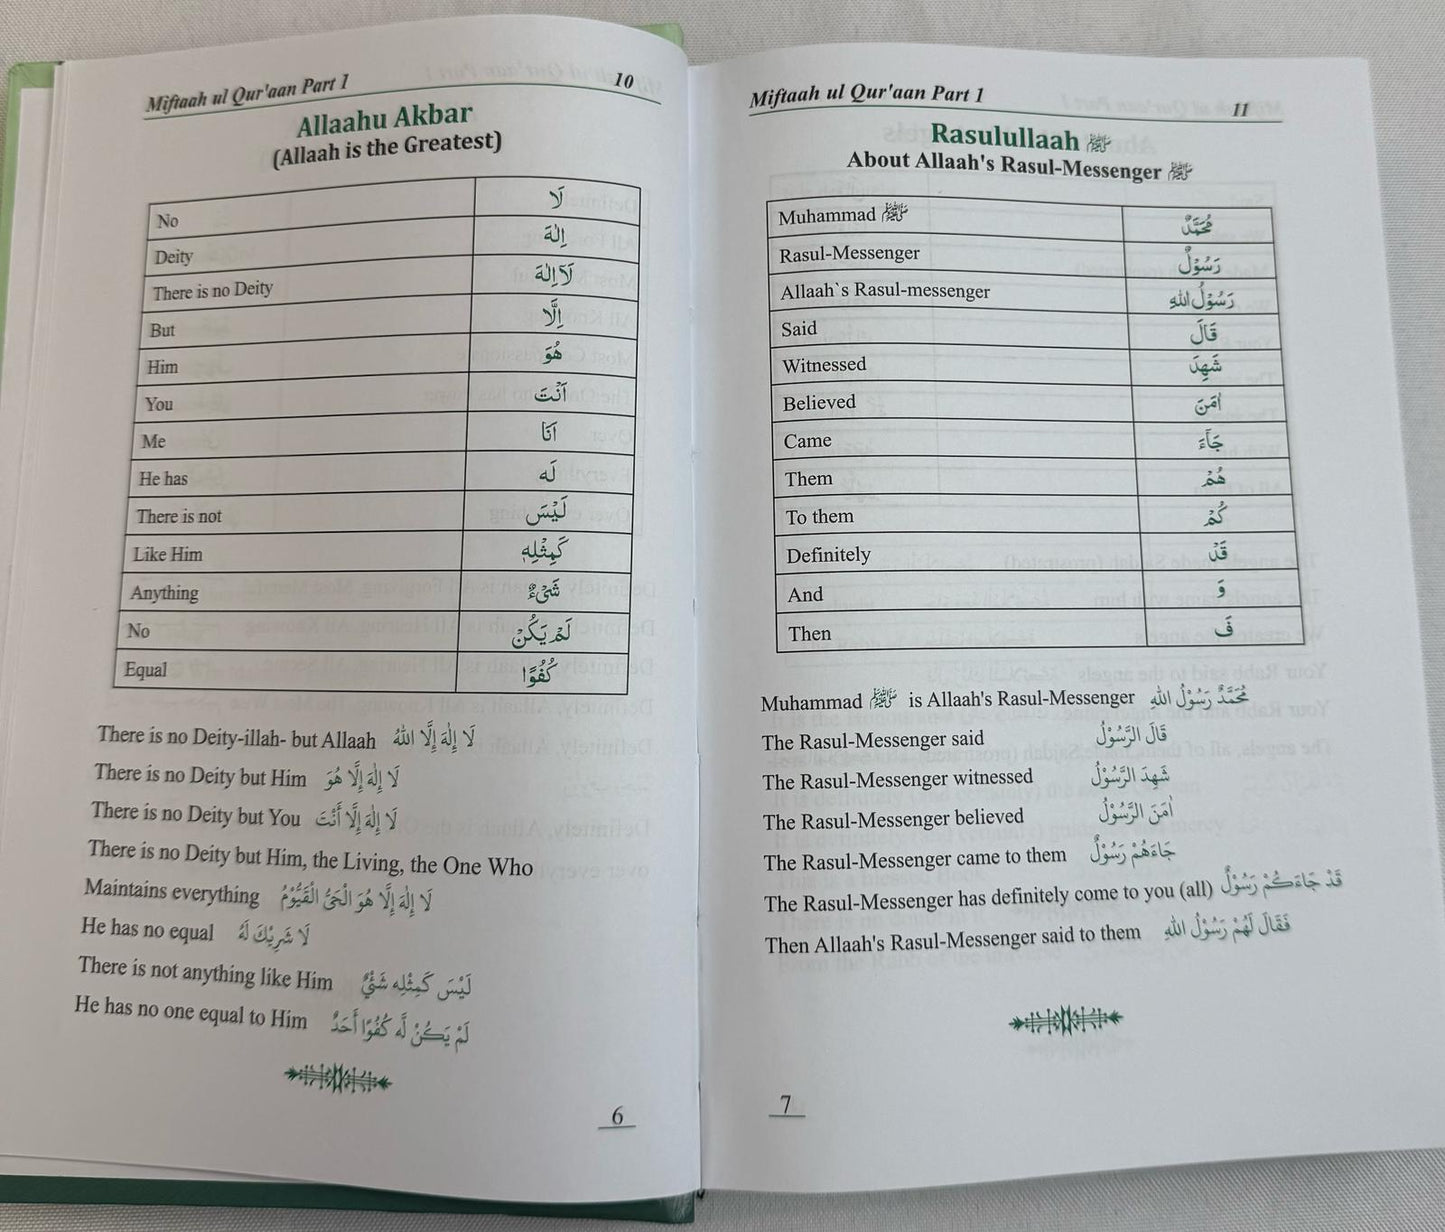 Miftaah ul Qur'aan Part 1 10
Allaahu Akbar
(Allaah is the Greatest)
No لَا
Deity اِلٰهَ
There is no Deity لَاۤ اِلٰهَ
But اِلَّا
Him هُوَ
You اَنْتَ
Me اَنَا
He has لَه
There is not لَيْسَ
Like Him كَمِثْلِه
Anything شَيْءٌ
No لَمْ يَكُنْ
Equal كُفُوًا
There is no Deity-illah- but Allaah لَا إِلٰهَ إِلَّا اللّٰهُ
There is no Deity but Him لَا إِلٰهَ إِلَّا هُوَ
There is no Deity but You لَا إِلٰهَ إِلَّا أَنْتَ
There is no Deity but Him, the Living, the One Who
Maintains everything لَا إِلٰهَ إِلَّا هُوَ الْحَيُّ الْقَيُّوْمُ
He has no equal لَا شَرِيْكَ لَهُ
There is not anything like Him لَيْسَ كَمِثْلِه شَيْءٌ
He has no one equal to Him لَمْ يَكُنْ لَّه كُفُوًا أَحَدٌ
6
Miftaah ul Qur'aan Part 1 11
Rasulullaah ﷺ
About Allaah's Rasul-Messenger ﷺ
Muhammad ﷺ مُحَمَّدٌ
Rasul-Messenger رَسُوْلٌ
Allaah`s Rasul-messenger رَسُوْلُ اللّٰهِ
Said قَالَ
Witnessed شَهِدَ
Believed اٰمَنَ
Came جَآءَ
Them هُمْ
To them كُمْ
Definitely قَدْ
And وَ
Then فَ
Muhammad ﷺ is Allaah's Rasul-Messenger مُحَمَّدٌ رَسُوْلُ اللّٰهِ
The Rasul-Messenger said قَالَ الرَّسُوْلُ
The Rasul-Messenger witnessed شَهِدَ الرَّسُوْلُ
The Rasul-Messenger believed اٰمَنَ الرَّسُوْلُ
The Rasul-Messenger came to them جَاءَهُمْ رَسُوْلٌ
The Rasul-Messenger has definitely come to you (all) قَدْ جَاءَكُمْ رَسُوْلٌ
Then Allaah's Rasul-Messenger said to them فَقَالَ لَهُمْ رَسُوْلُ اللّٰهِ
7